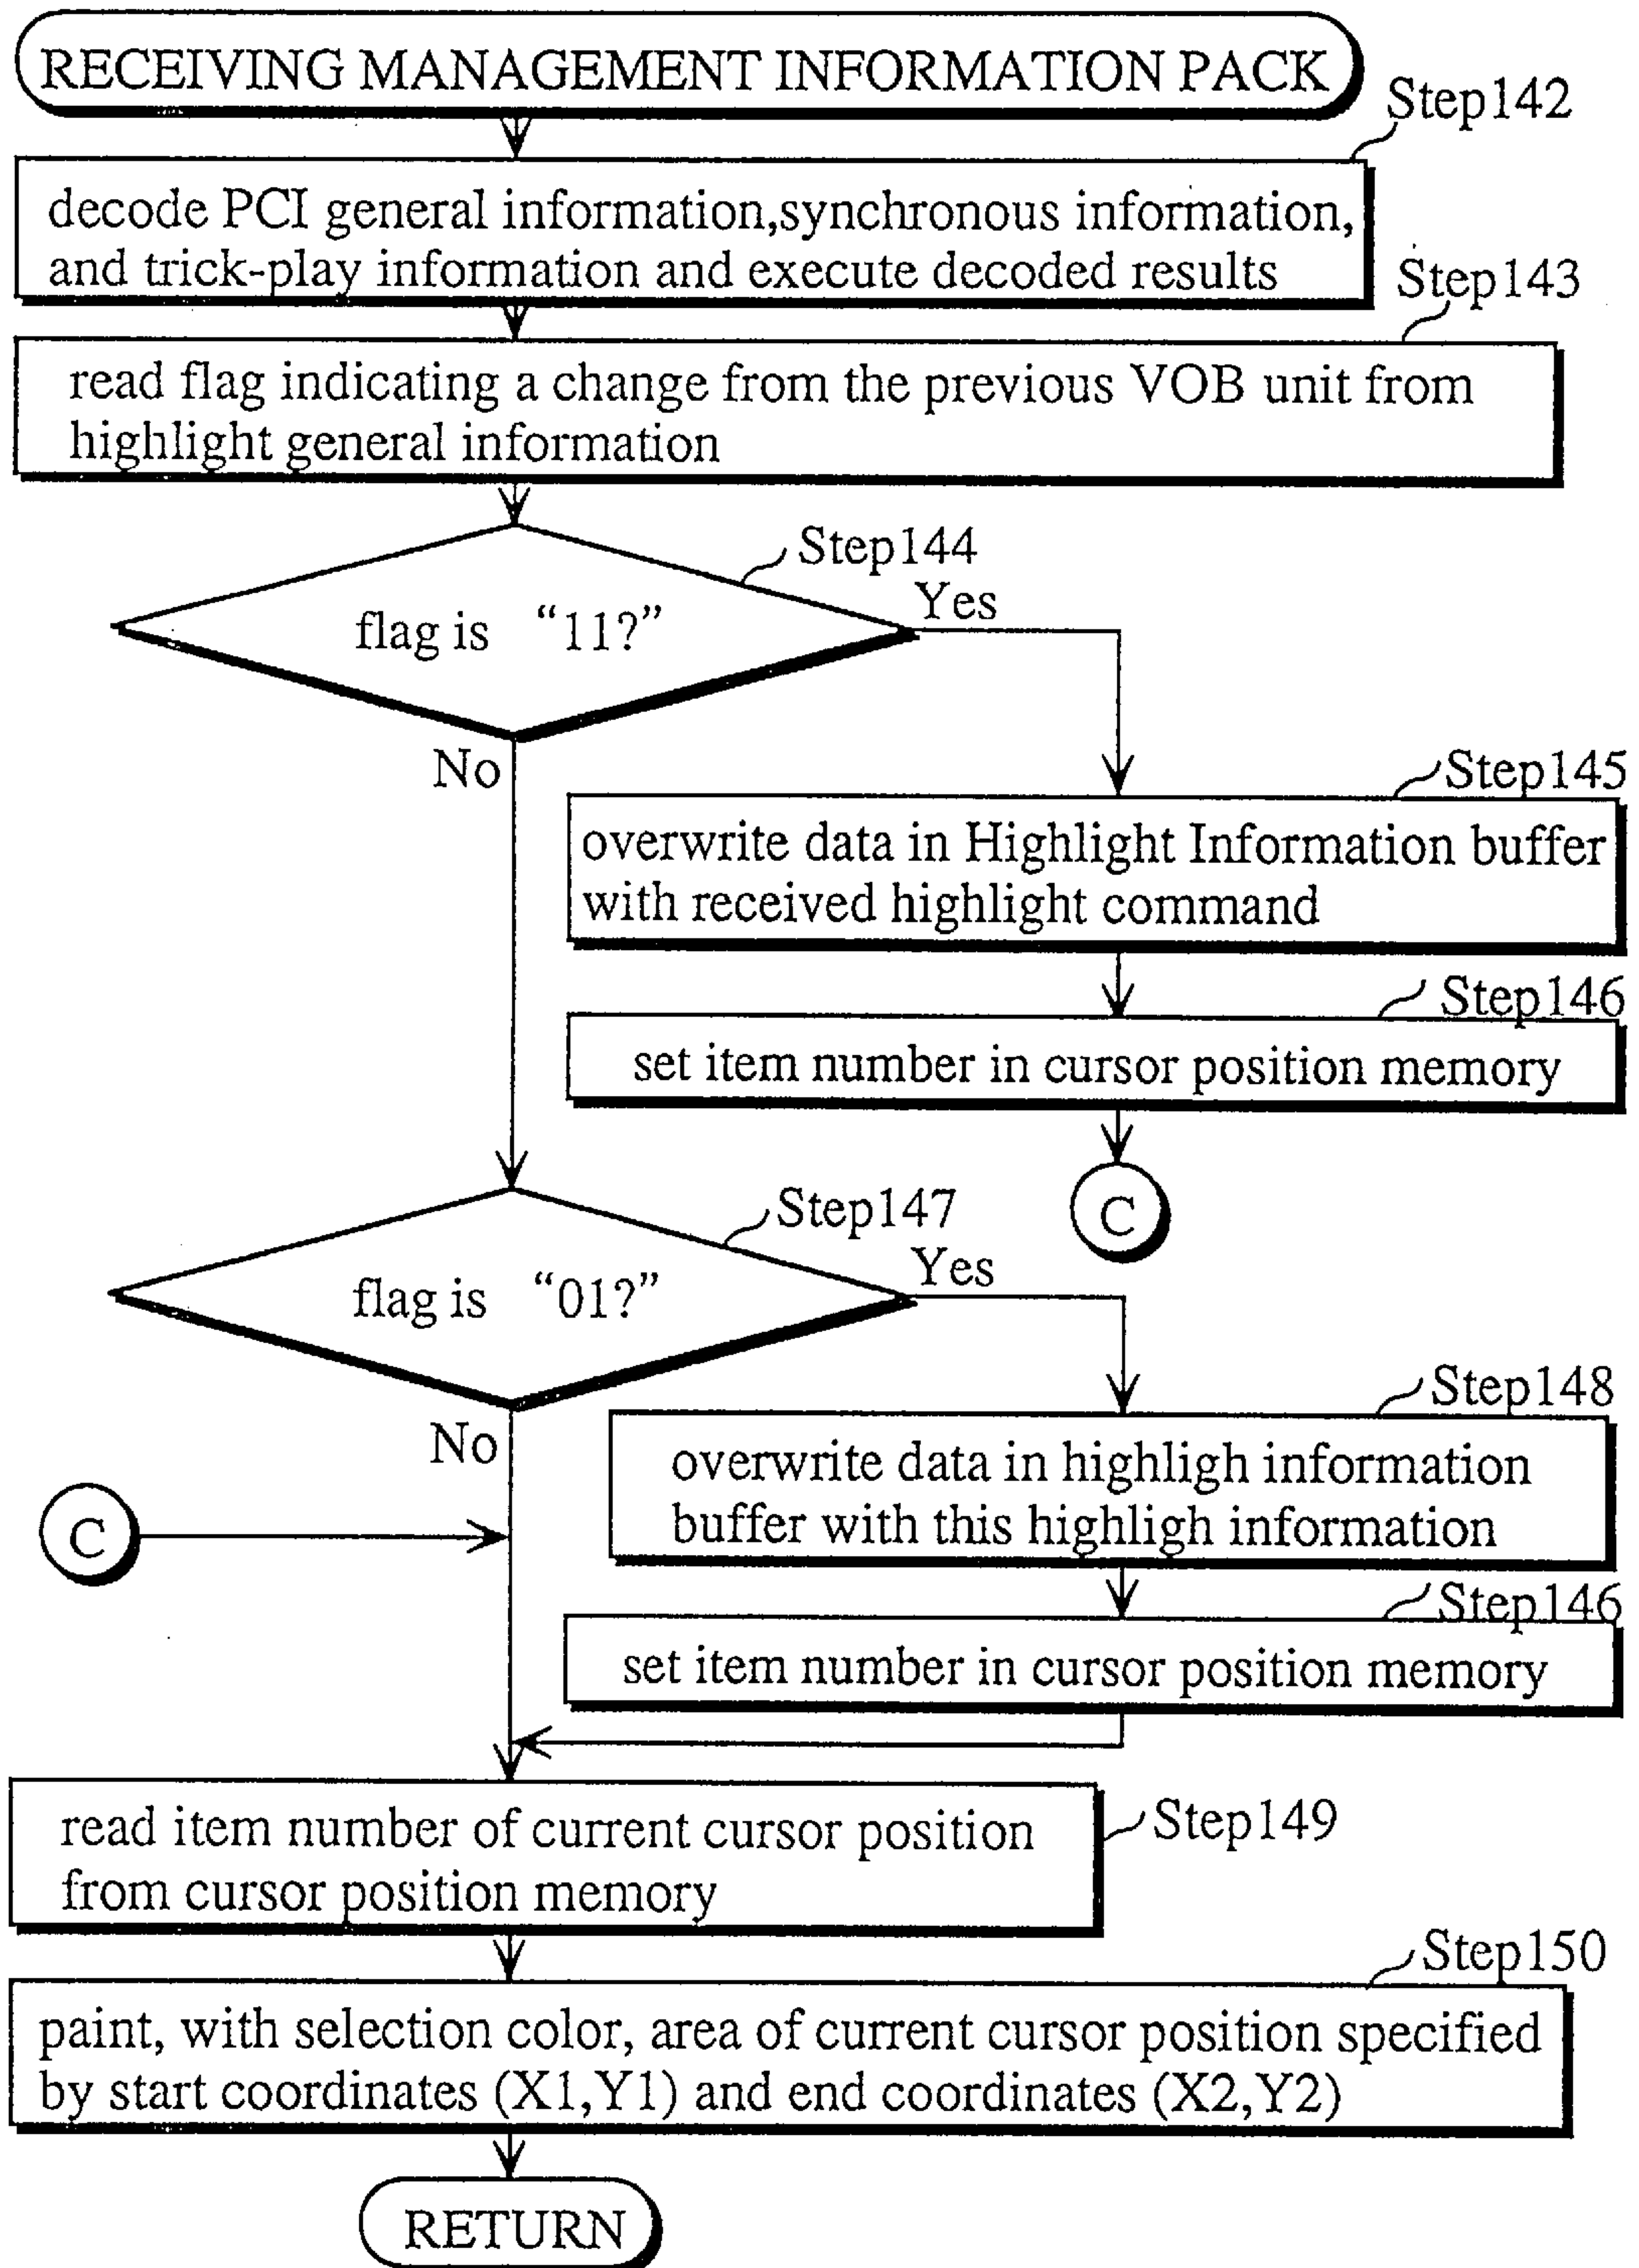 RECEIVING MANAGEMENT INFORMATION PACK
Step142
decode PCI general information,synchronous information,
and trick-play information and execute decoded results
Step143
read flag indicating a change from the previous VOB unit from
highlight general information
Step144
flag is “11?”
Yes
No
Step145
overwrite data in Highlight Information buffer
with received highlight command
Step146
set item number in cursor position memory
C
Step147
flag is “01?”
Yes
No
Step148
overwrite data in highligh information
buffer with this highligh information
C
Step146
set item number in cursor position memory
read item number of current cursor position
from cursor position memory
Step149
Step150
paint, with selection color, area of current cursor position specified
by start coordinates (X1,Y1) and end coordinates (X2,Y2)
RETURN